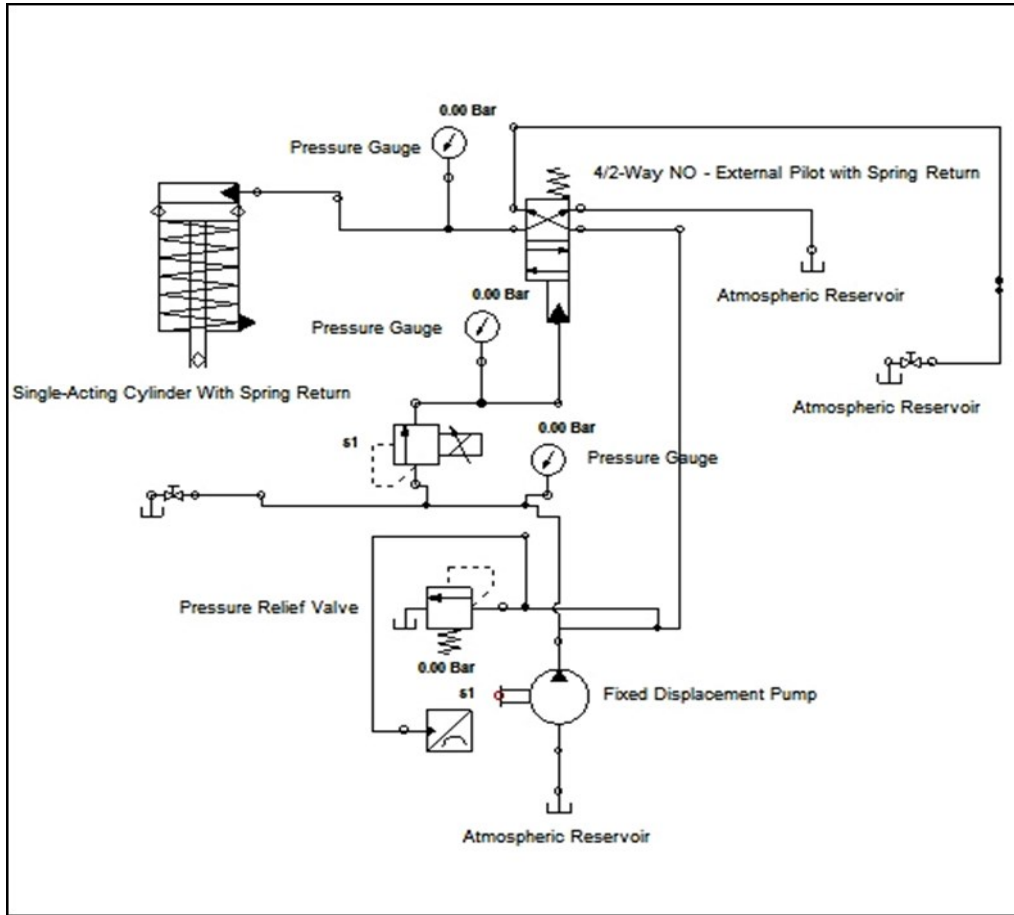 0.00 Bar
Pressure Gauge
4/2-Way NO - External Pilot with Spring Return
0.00 Bar
Atmospheric Reservoir
Pressure Gauge
Single-Acting Cylinder With Spring Return
Atmospheric Reservoir
0.00 Bar
s1
Pressure Gauge
Pressure Relief Valve
0.00 Bar
s1
Fixed Displacement Pump
Atmospheric Reservoir